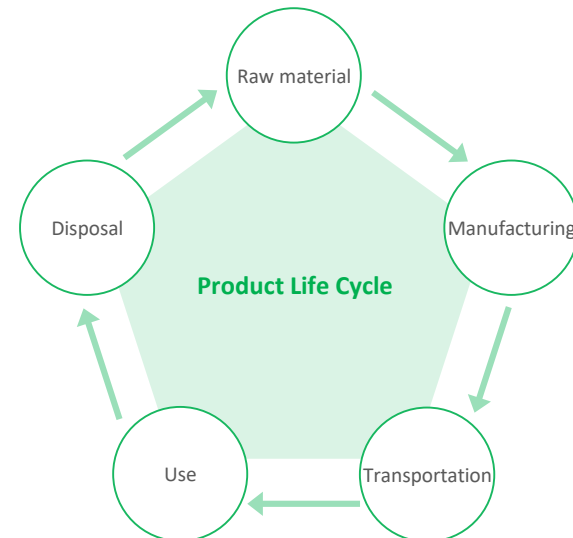 Raw material
Manufacturing
Transportation
Use
Disposal
Product Life Cycle